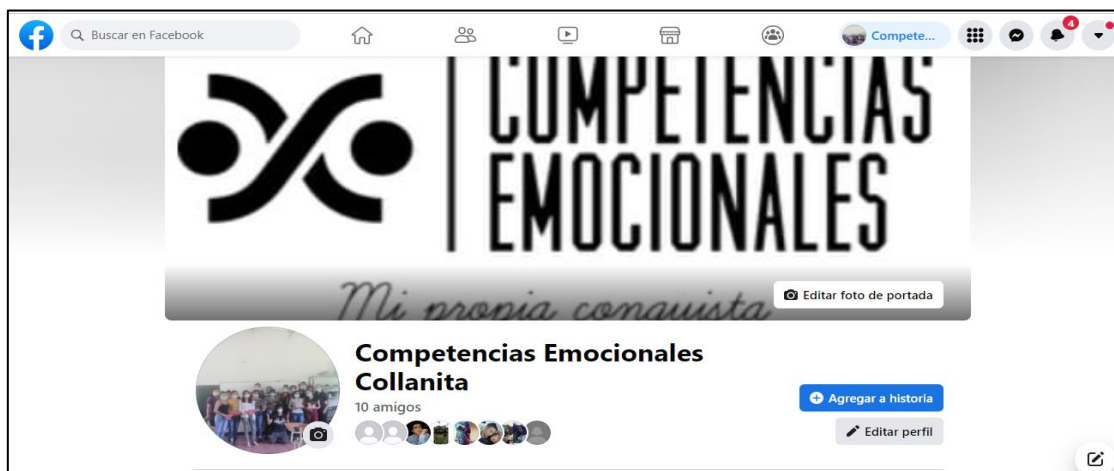 Buscar en Facebook
Compete...
4
COMPETENCIAS
EMOCIONALES
Mi propia conquista
Editar foto de portada
Competencias Emocionales
Collanita
10 amigos
Agregar a historia
Editar perfil